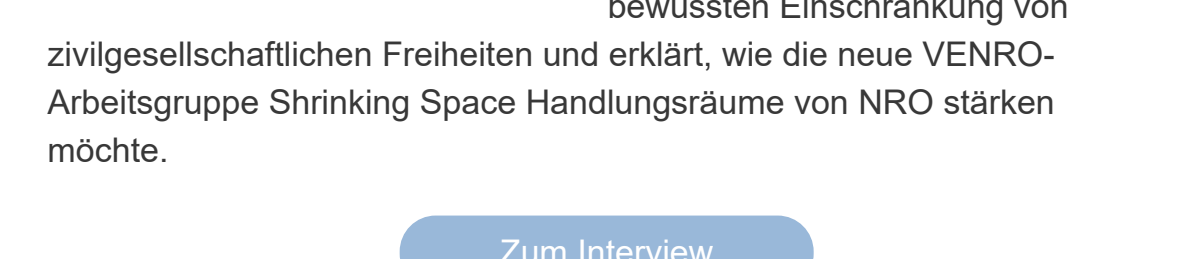 bewussten Einschränkung von
zivilgesellschaftlichen Freiheiten und erklärt, wie die neue VENRO-
Arbeitsgruppe Shrinking Space Handlungsräume von NRO stärken
möchte.
Zum Interview